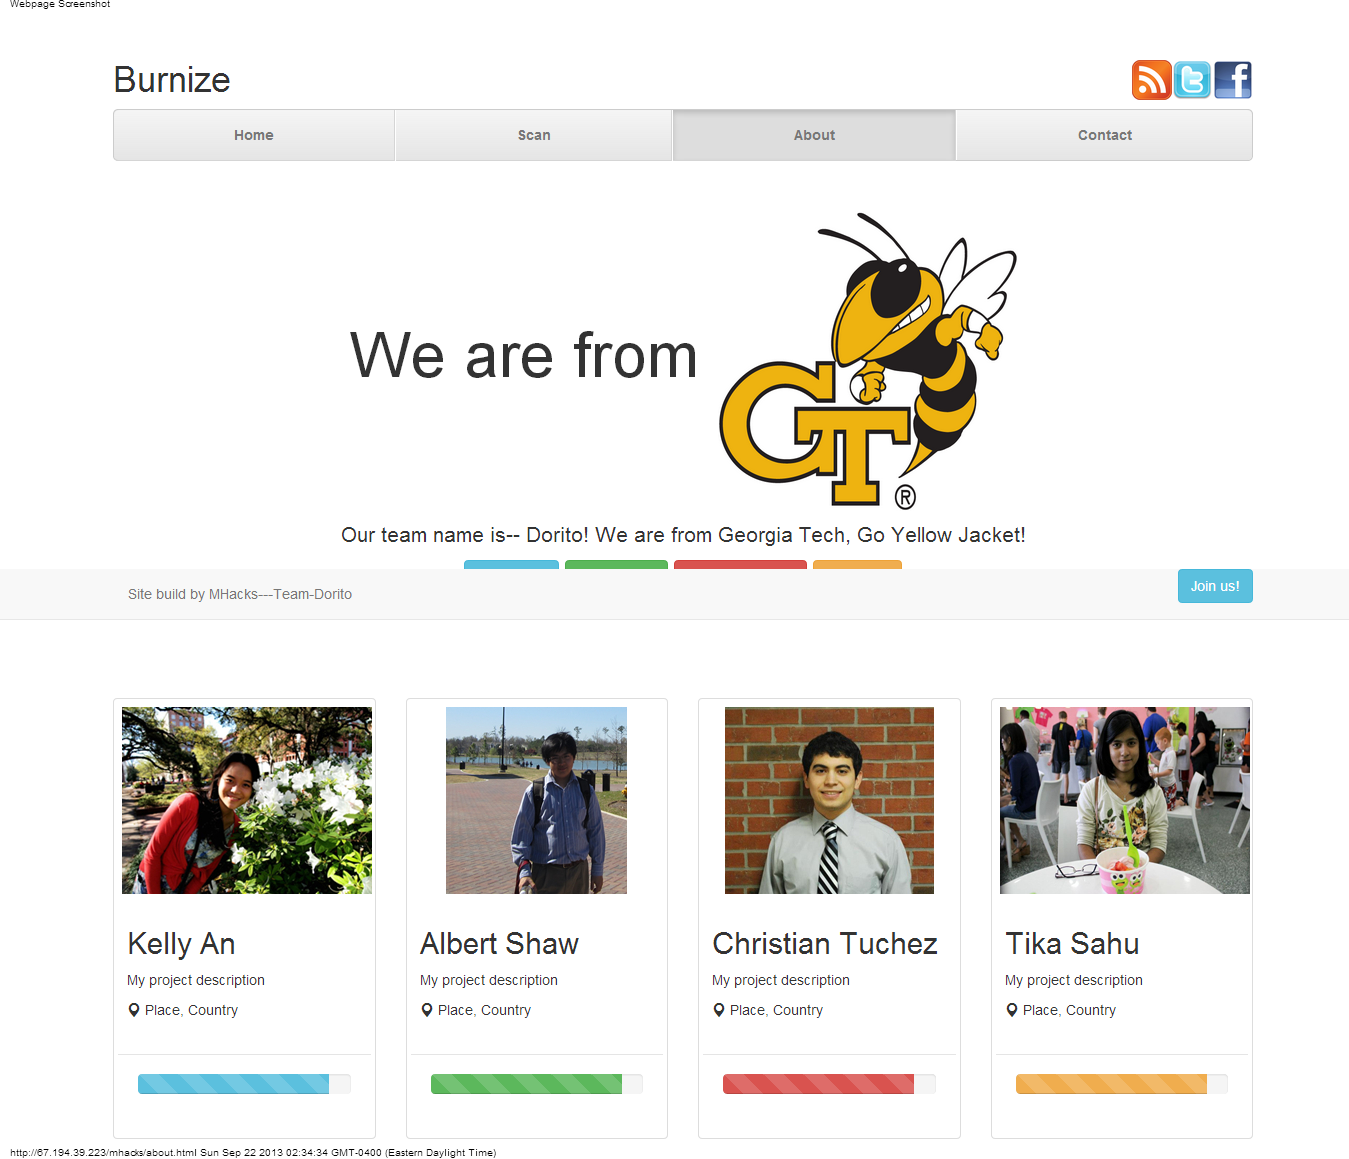 Webpage Screenshot
Burnize
Home Scan About Contact
We are from
GT
®
Our team name is-- Dorito! We are from Georgia Tech, Go Yellow Jacket!
Site build by MHacks---Team-Dorito
Join us!
Kelly An Albert Shaw Christian Tuchez Tika Sahu
My project description My project description My project description My project description
Place, Country Place, Country Place, Country Place, Country
http://67.194.39.223/mhacks/about.html Sun Sep 22 2013 02:34:34 GMT-0400 (Eastern Daylight Time)